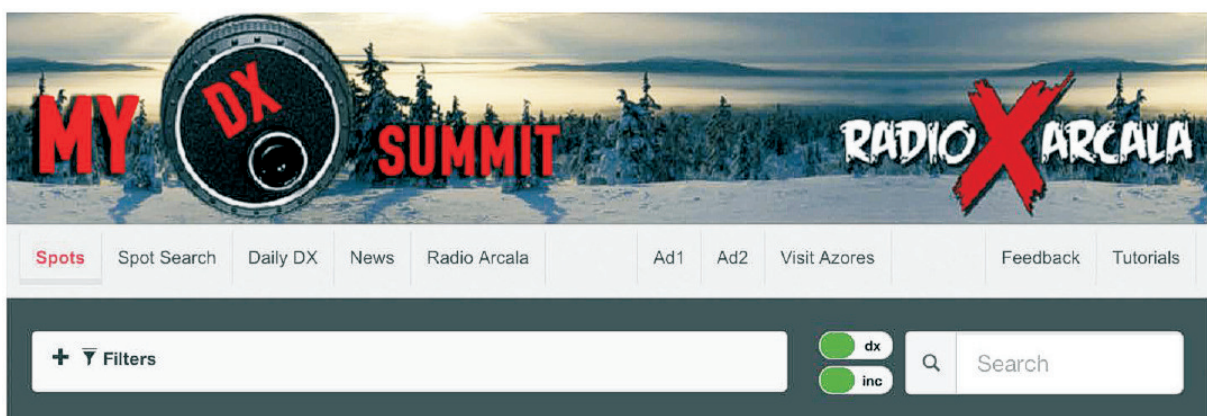 MY DX SUMMIT
RADIO X ARCALA
Spots Spot Search Daily DX News Radio Arcala Ad1 Ad2 Visit Azores Feedback Tutorials
+ Filters dx
inc
Search